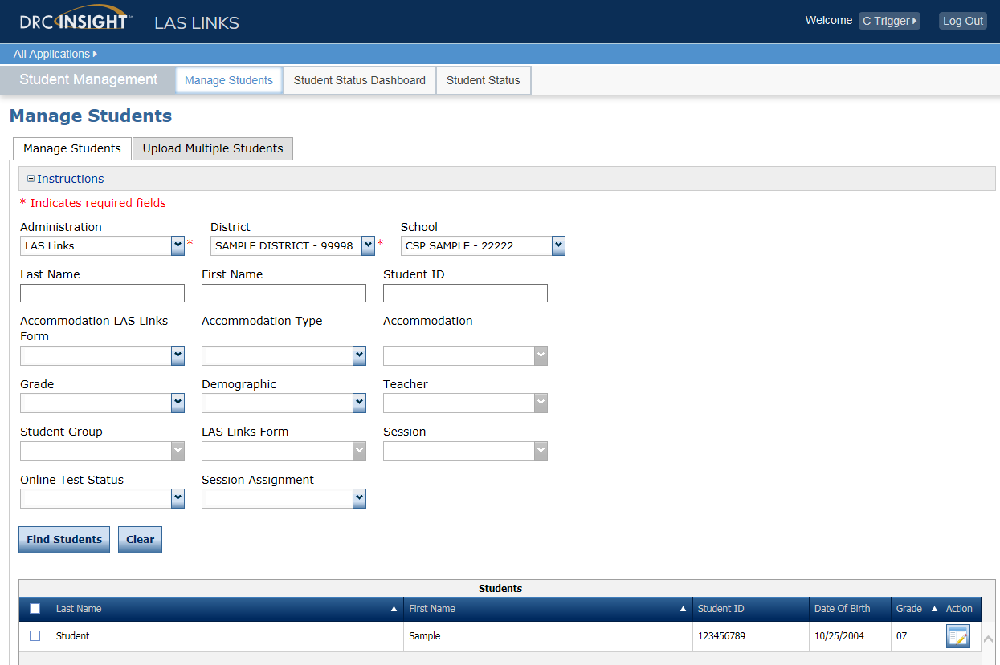 DRC INSIGHT™ LAS LINKS Welcome C Trigger Log Out
All Applications
Student Management Manage Students Student Status Dashboard Student Status
Manage Students
Manage Students Upload Multiple Students
Instructions
* Indicates required fields
Administration District School
LAS Links * SAMPLE DISTRICT - 99998 * CSP SAMPLE - 22222
Last Name First Name Student ID
Accommodation LAS Links Form Accommodation Type Accommodation
Grade Demographic Teacher
Student Group LAS Links Form Session
Online Test Status Session Assignment
Find Students Clear
Students
Last Name First Name Student ID Date Of Birth Grade Action
Student Sample 123456789 10/25/2004 07